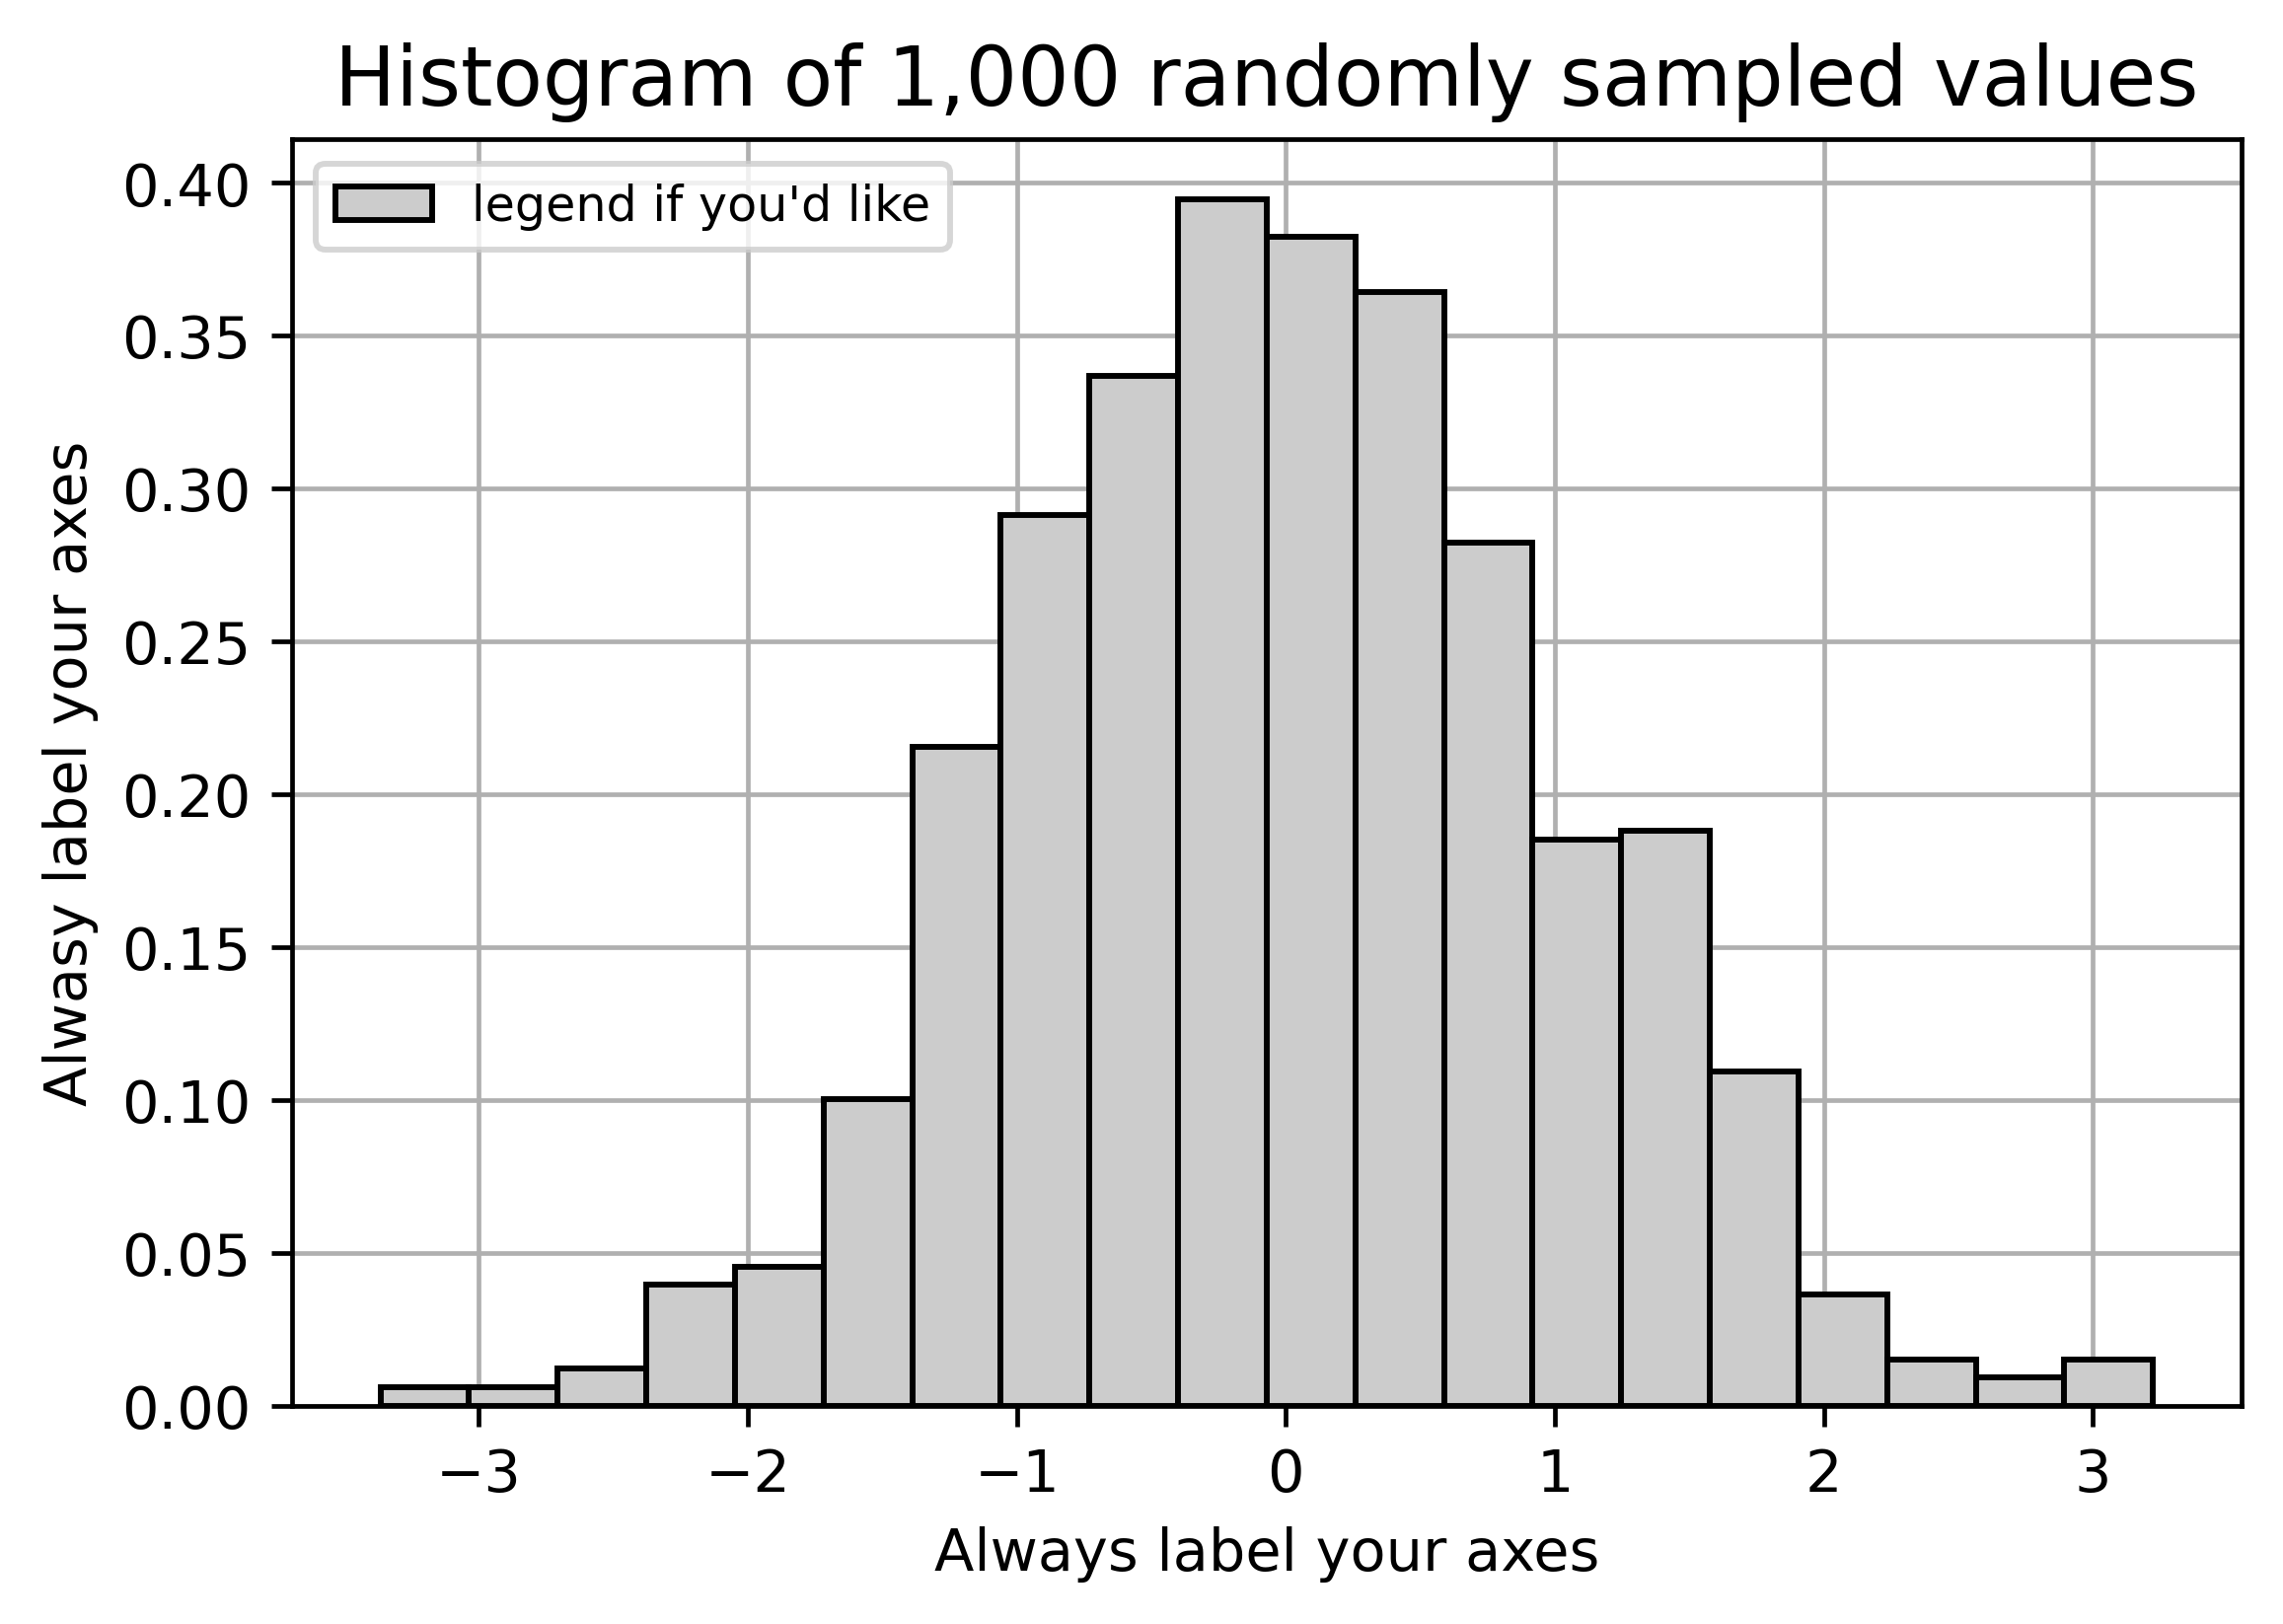 Histogram of 1,000 randomly sampled values
legend if you'd like
0.40
0.35
0.30
0.25
0.20
0.15
0.10
0.05
0.00
Alwasy label your axes
−3 −2 −1 0 1 2 3
Always label your axes